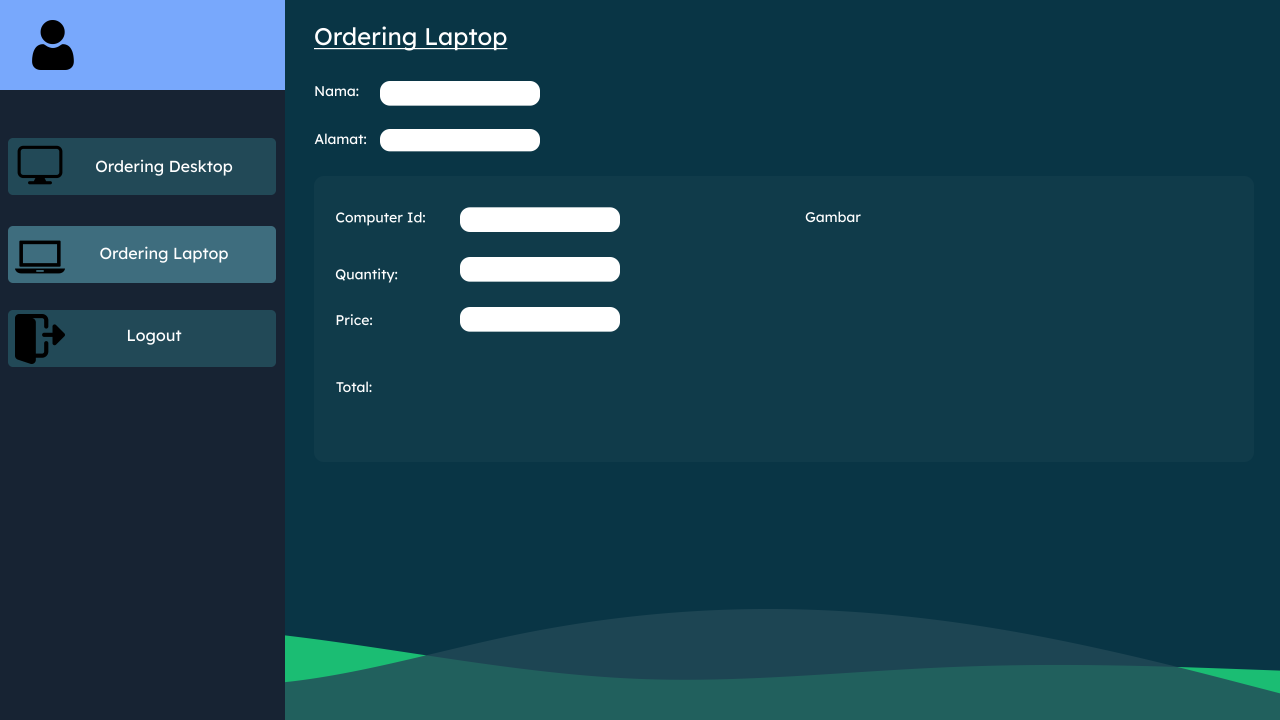 Ordering Desktop
Ordering Laptop
Logout
Ordering Laptop
Nama:
Alamat:
Computer Id:
Gambar
Quantity:
Price:
Total: